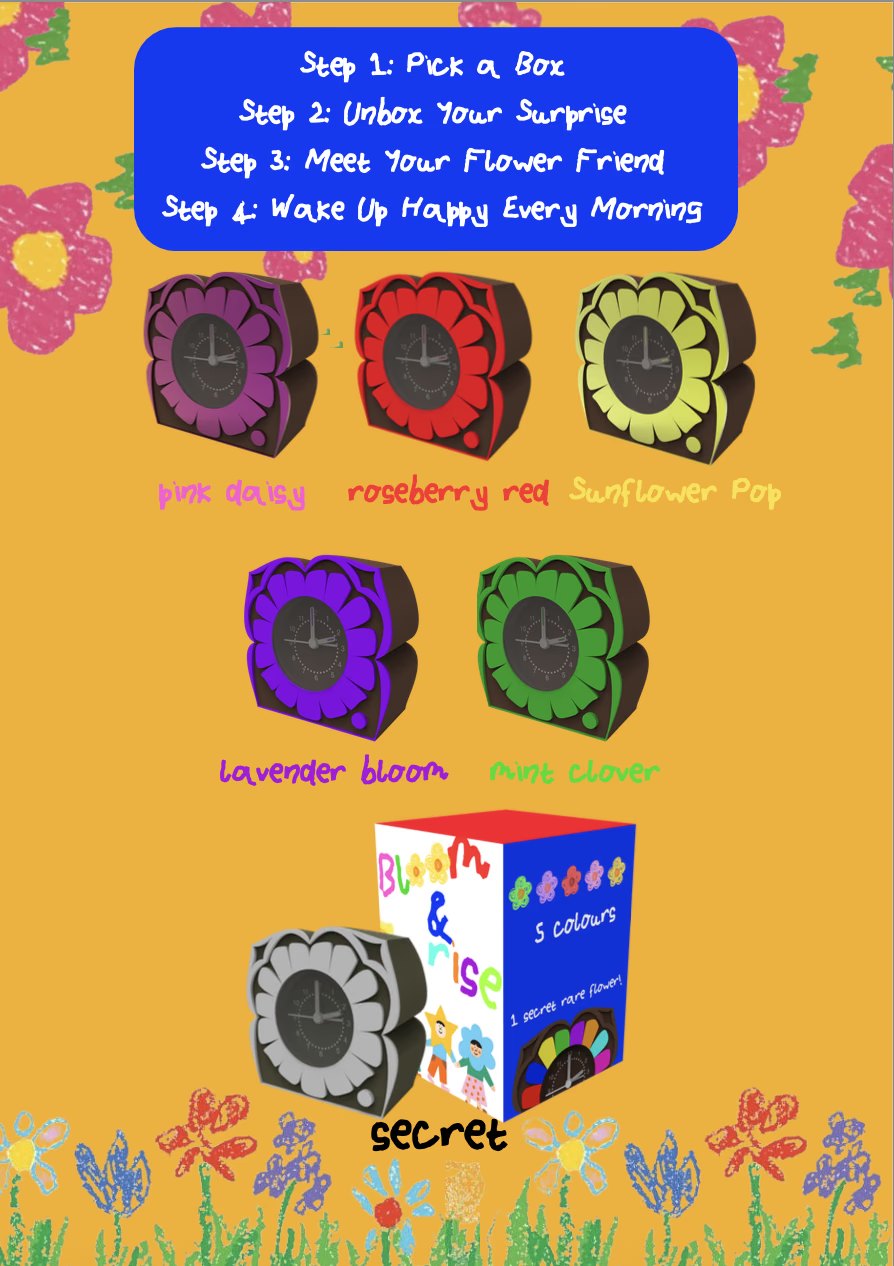 Step 1: Pick a Box
Step 2: Unbox Your Surprise
Step 3: Meet Your Flower Friend
Step 4: Wake Up Happy Every Morning
pink daisy
roseberry red
Sunflower Pop
lavender bloom
mint clover
Bloom
&
rise
5 colours
1 secret rare flower!
secret